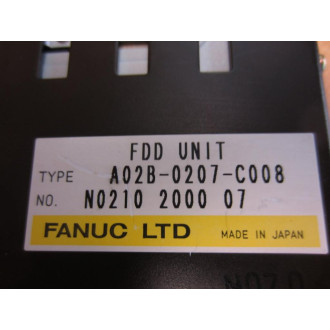 FDD UNIT
TYPE A02B-0207-C008
NO. N0210 2000 07
FANUC LTD MADE IN JAPAN